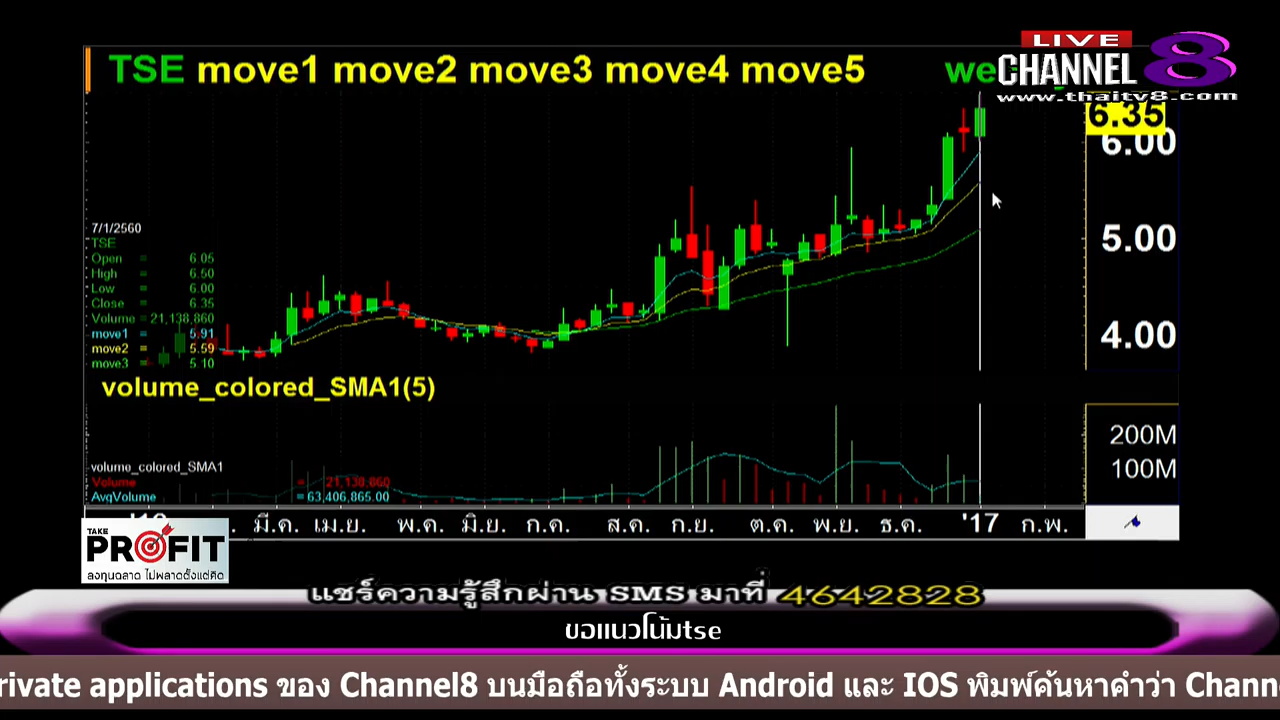 LIVE
CHANNEL 8
www.thaitv8.com
TSE move1 move2 move3 move4 move5
6.35
6.00
5.00
4.00
7/1/2560
TSE
Open = 6.05
High = 6.50
Low = 6.00
Close = 6.35
Volume = 21,138,860
move1 = 5.91
move2 = 5.59
move3 = 5.10
volume_colored_SMA1(5)
200M
100M
volume_colored_SMA1
Volume = 21,138,860
AvgVolume = 63,406,865.00
มี.ค. เม.ย. พ.ค. มิ.ย. ก.ค. ส.ค. ก.ย. ต.ค. พ.ย. ธ.ค. '17 ก.พ.
TAKE
PROFIT
ลงทุนฉลาด ไม่พลาดตั้งแต่คิด
แชร์ความรู้สึกผ่าน SMS มาที่ 4642828
ขอแนวโน้มtse
rivate applications ของ Channel8 บนมือถือทั้งระบบ Android และ IOS พิมพ์ค้นหาคำว่า Chann